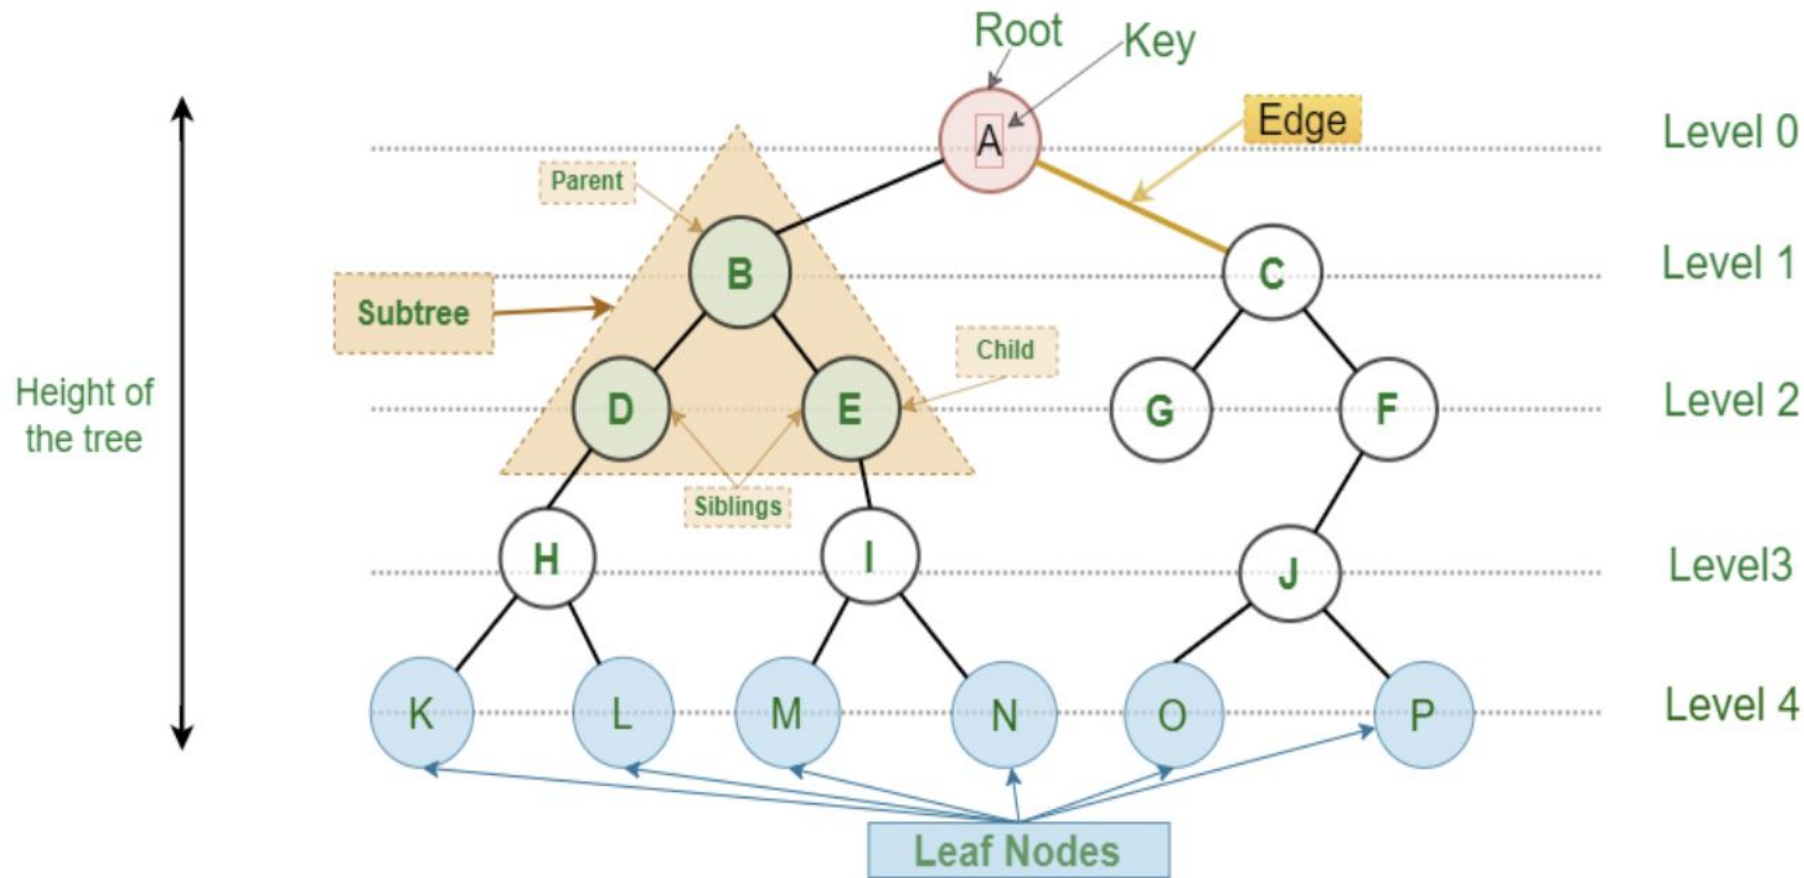 Root
Key
A
Edge
Level 0
Parent
B
C
Level 1
Subtree
Child
Height of
the tree
D
E
G
F
Level 2
Siblings
H
I
J
Level3
K
L
M
N
O
P
Level 4
Leaf Nodes